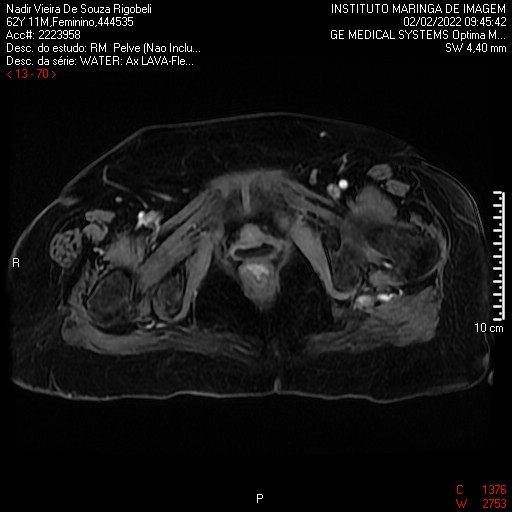 Nadir Vieira De Souza Rigobeli
62Y 11M,Feminino,444535
Acc#: 2223958
Desc. do estudo: RM Pelve (Nao Inclu...
Desc. da série: WATER: Ax LAVA-Fle...
< 13 - 70 >
INSTITUTO MARINGA DE IMAGEM
02/02/2022 09:45:42
GE MEDICAL SYSTEMS Optima M...
SW 4,40 mm
R
10 cm
P
C 1376
W 2753